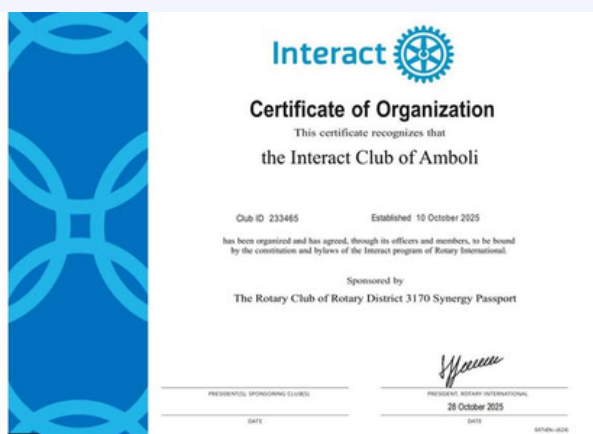 Interact
Certificate of Organization
This certificate recognizes that
the Interact Club of Amboli
Club ID 233465 Established 10 October 2025
has been organized and has agreed, through its officers and members, to be bound
by the constitution and bylaws of the Interact program of Rotary International.
Sponsored by
The Rotary Club of Rotary District 3170 Synergy Passport
PRESIDENT(S), SPONSORING CLUB(S) PRESIDENT, ROTARY INTERNATIONAL
28 October 2025
DATE DATE